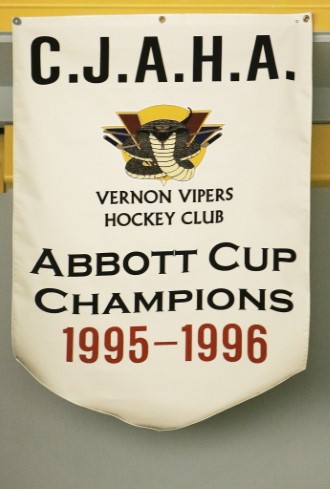 C.J.A.H.A.
VERNON VIPERS
HOCKEY CLUB
ABBOTT CUP
CHAMPIONS
1995-1996